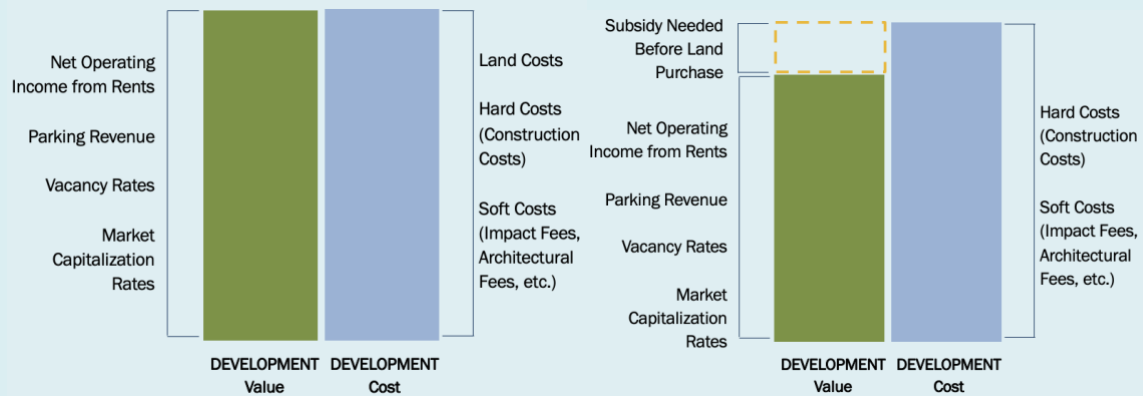 Net Operating
Income from Rents
Parking Revenue
Vacancy Rates
Market
Capitalization
Rates
Land Costs
Hard Costs
(Construction
Costs)
Soft Costs
(Impact Fees,
Architectural
Fees, etc.)
DEVELOPMENT
Value
DEVELOPMENT
Cost
Subsidy Needed
Before Land
Purchase
Net Operating
Income from Rents
Parking Revenue
Vacancy Rates
Market
Capitalization
Rates
Hard Costs
(Construction
Costs)
Soft Costs
(Impact Fees,
Architectural
Fees, etc.)
DEVELOPMENT
Value
DEVELOPMENT
Cost